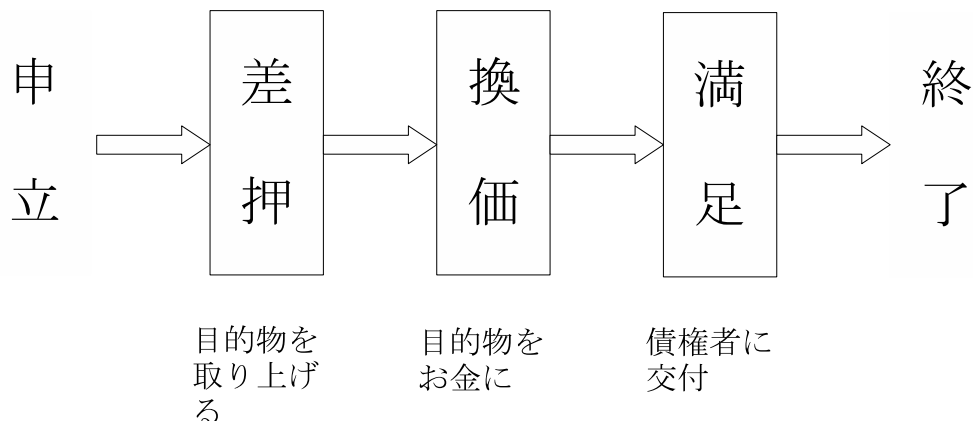 申立
差押
換価
満足
終了
目的物を
取り上げ
る
目的物を
お金に
債権者に
交付